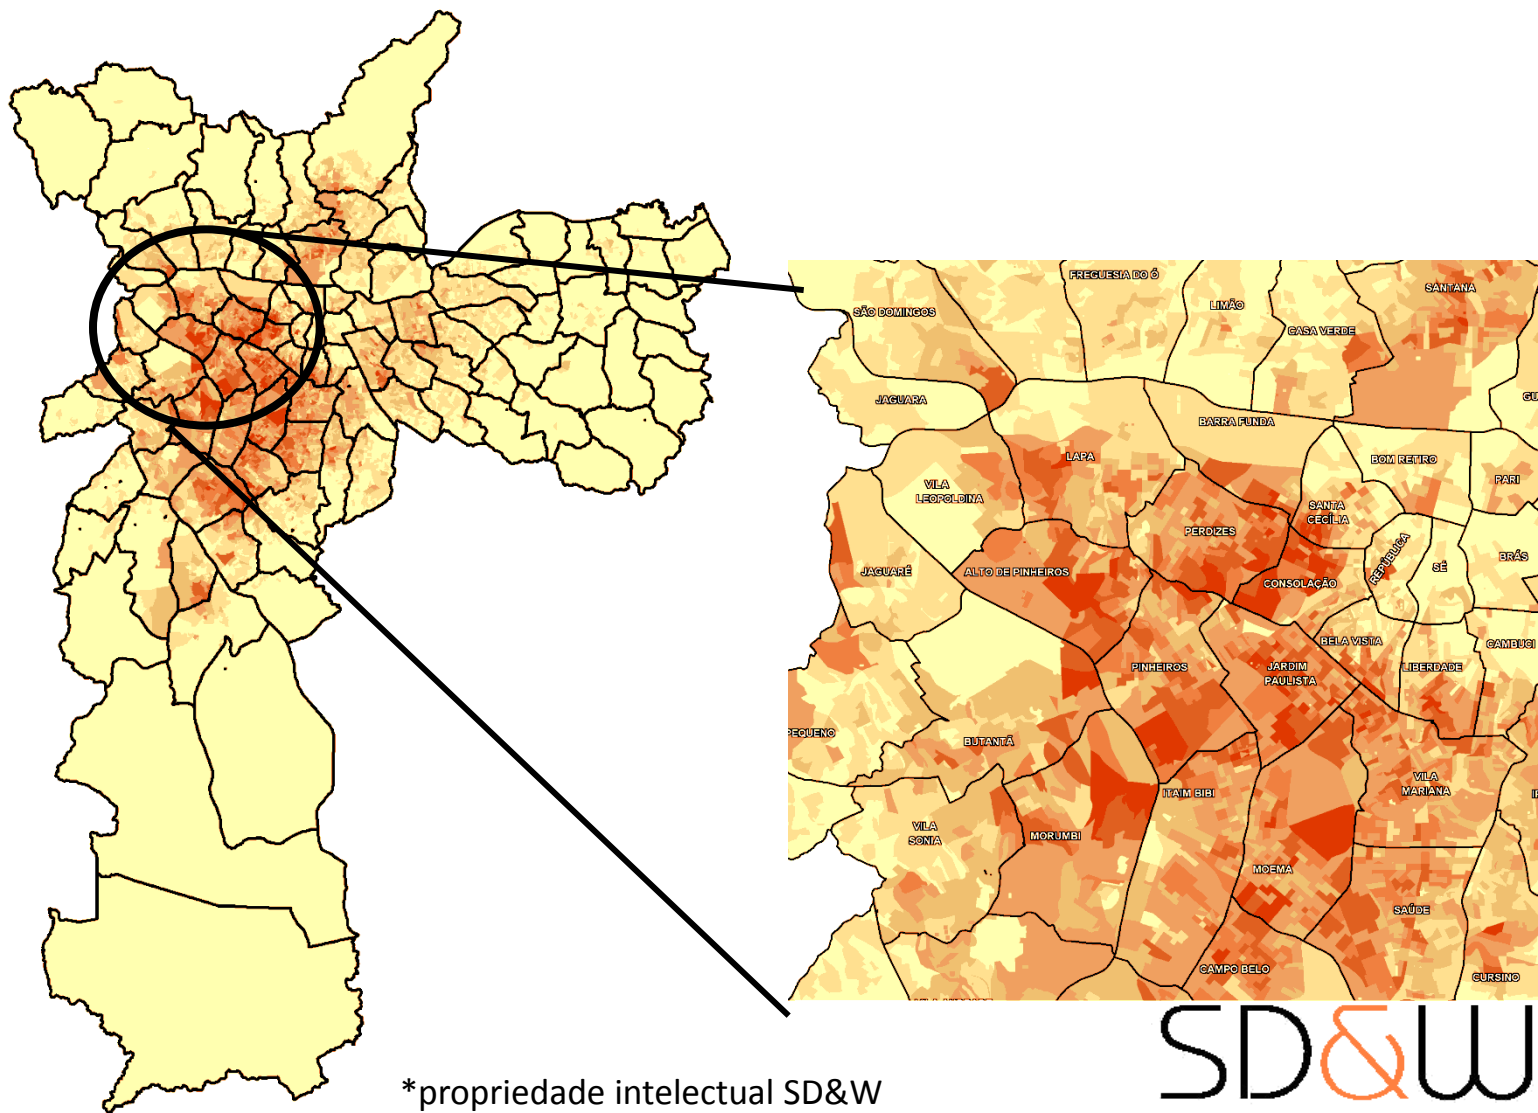 FREGUESIA DO Ó
SANTANA
LIMÃO
SÃO DOMINGOS
CASA VERDE
GU
JAGUARA
BARRA FUNDA
LAPA
BOM RETIRO
PARI
VILA
LEOPOLDINA
SANTA
CECÍLIA
PERDIZES
REPÚBLICA
SÉ
BRÁS
JAGUARÉ
ALTO DE PINHEIROS
CONSOLAÇÃO
BELA VISTA
CAMBUCI
PINHEIROS
JARDIM
PAULISTA
LIBERDADE
PEQUENO
BUTANTÃ
VILA
MARIANA
ITAIM BIBI
VILA
SONIA
MORUMBI
MOEMA
SAÚDE
CAMPO BELO
CURSINO
SD&W
*propriedade intelectual SD&W